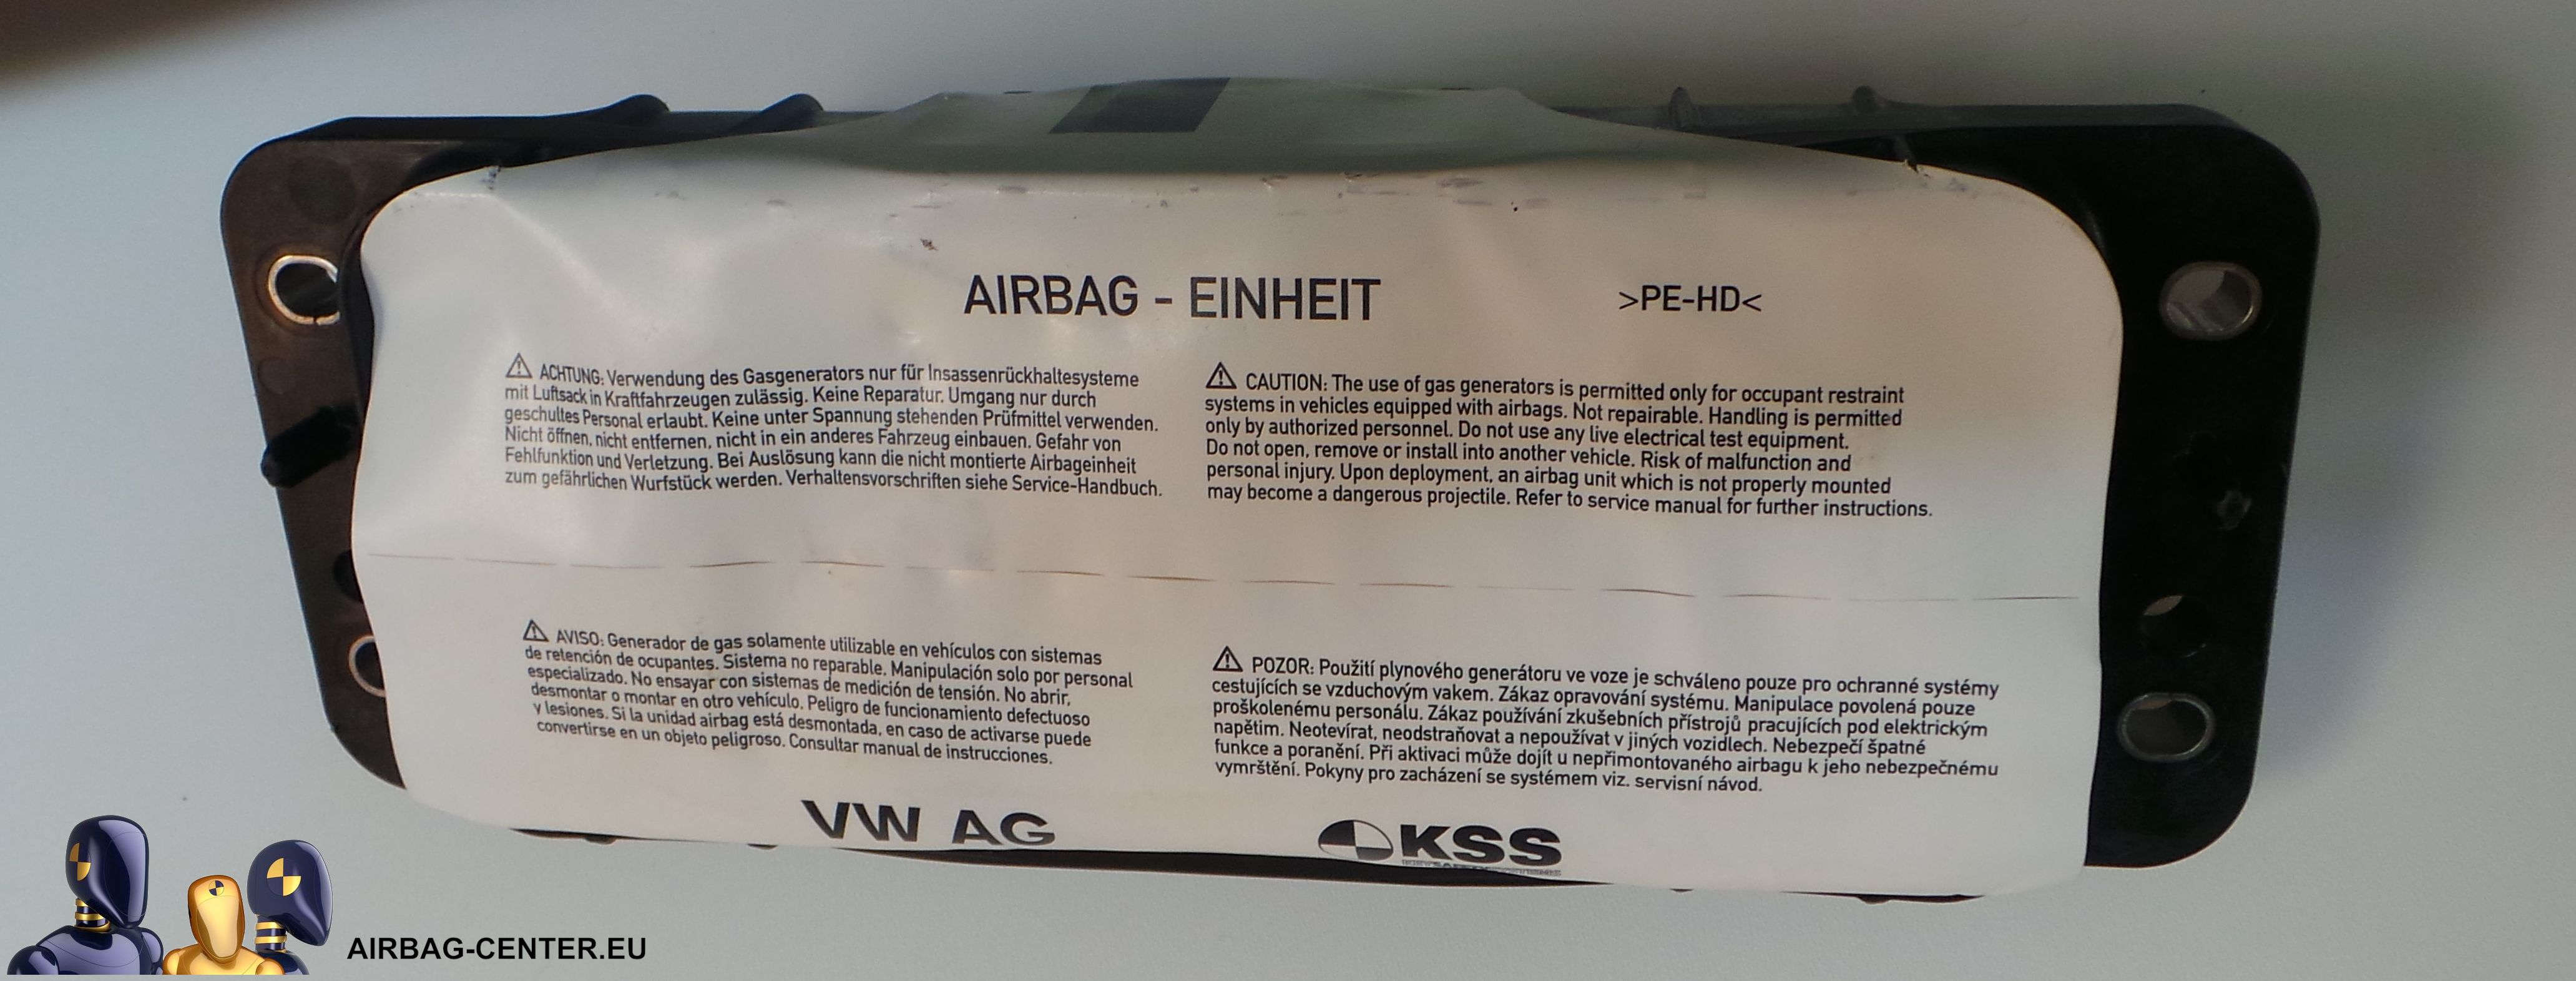 AIRBAG - EINHEIT
>PE-HD<
⚠ ACHTUNG: Verwendung des Gasgenerators nur für Insassenrückhaltesysteme
mit Luftsack in Kraftfahrzeugen zulässig. Keine Reparatur. Umgang nur durch
geschultes Personal erlaubt. Keine unter Spannung stehenden Prüfmittel verwenden.
Nicht öffnen, nicht entfernen, nicht in ein anderes Fahrzeug einbauen. Gefahr von
Fehlfunktion und Verletzung. Bei Auslösung kann die nicht montierte Airbageinheit
zum gefährlichen Wurfstück werden. Verhaltensvorschriften siehe Service-Handbuch.
⚠ CAUTION: The use of gas generators is permitted only for occupant restraint
systems in vehicles equipped with airbags. Not repairable. Handling is permitted
only by authorized personnel. Do not use any live electrical test equipment.
Do not open, remove or install into another vehicle. Risk of malfunction and
personal injury. Upon deployment, an airbag unit which is not properly mounted
may become a dangerous projectile. Refer to service manual for further instructions.
⚠ AVISO: Generador de gas solamente utilizable en vehículos con sistemas
de retención de ocupantes. Sistema no reparable. Manipulación solo por personal
especializado. No ensayar con sistemas de medición de tensión. No abrir,
desmontar o montar en otro vehículo. Peligro de funcionamiento defectuoso
y lesiones. Si la unidad airbag está desmontada, en caso de activarse puede
convertirse en un objeto peligroso. Consultar manual de instrucciones.
⚠ POZOR: Použití plynového generátoru ve voze je schváleno pouze pro ochranné systémy
cestujících se vzduchovým vakem. Zákaz opravování systému. Manipulace povolená pouze
proškolenému personálu. Zákaz používání zkušebních přístrojů pracujících pod elektrickým
napětim. Neotevírat, neodstraňovat a nepoužívat v jiných vozidlech. Nebezpečí špatné
funkce a poranění. Při aktivaci může dojít u nepřimontovaného airbagu k jeho nebezpečnému
vymrštění. Pokyny pro zacházení se systémem viz. servisní návod.
VW AG
KSS
AIRBAG-CENTER.EU